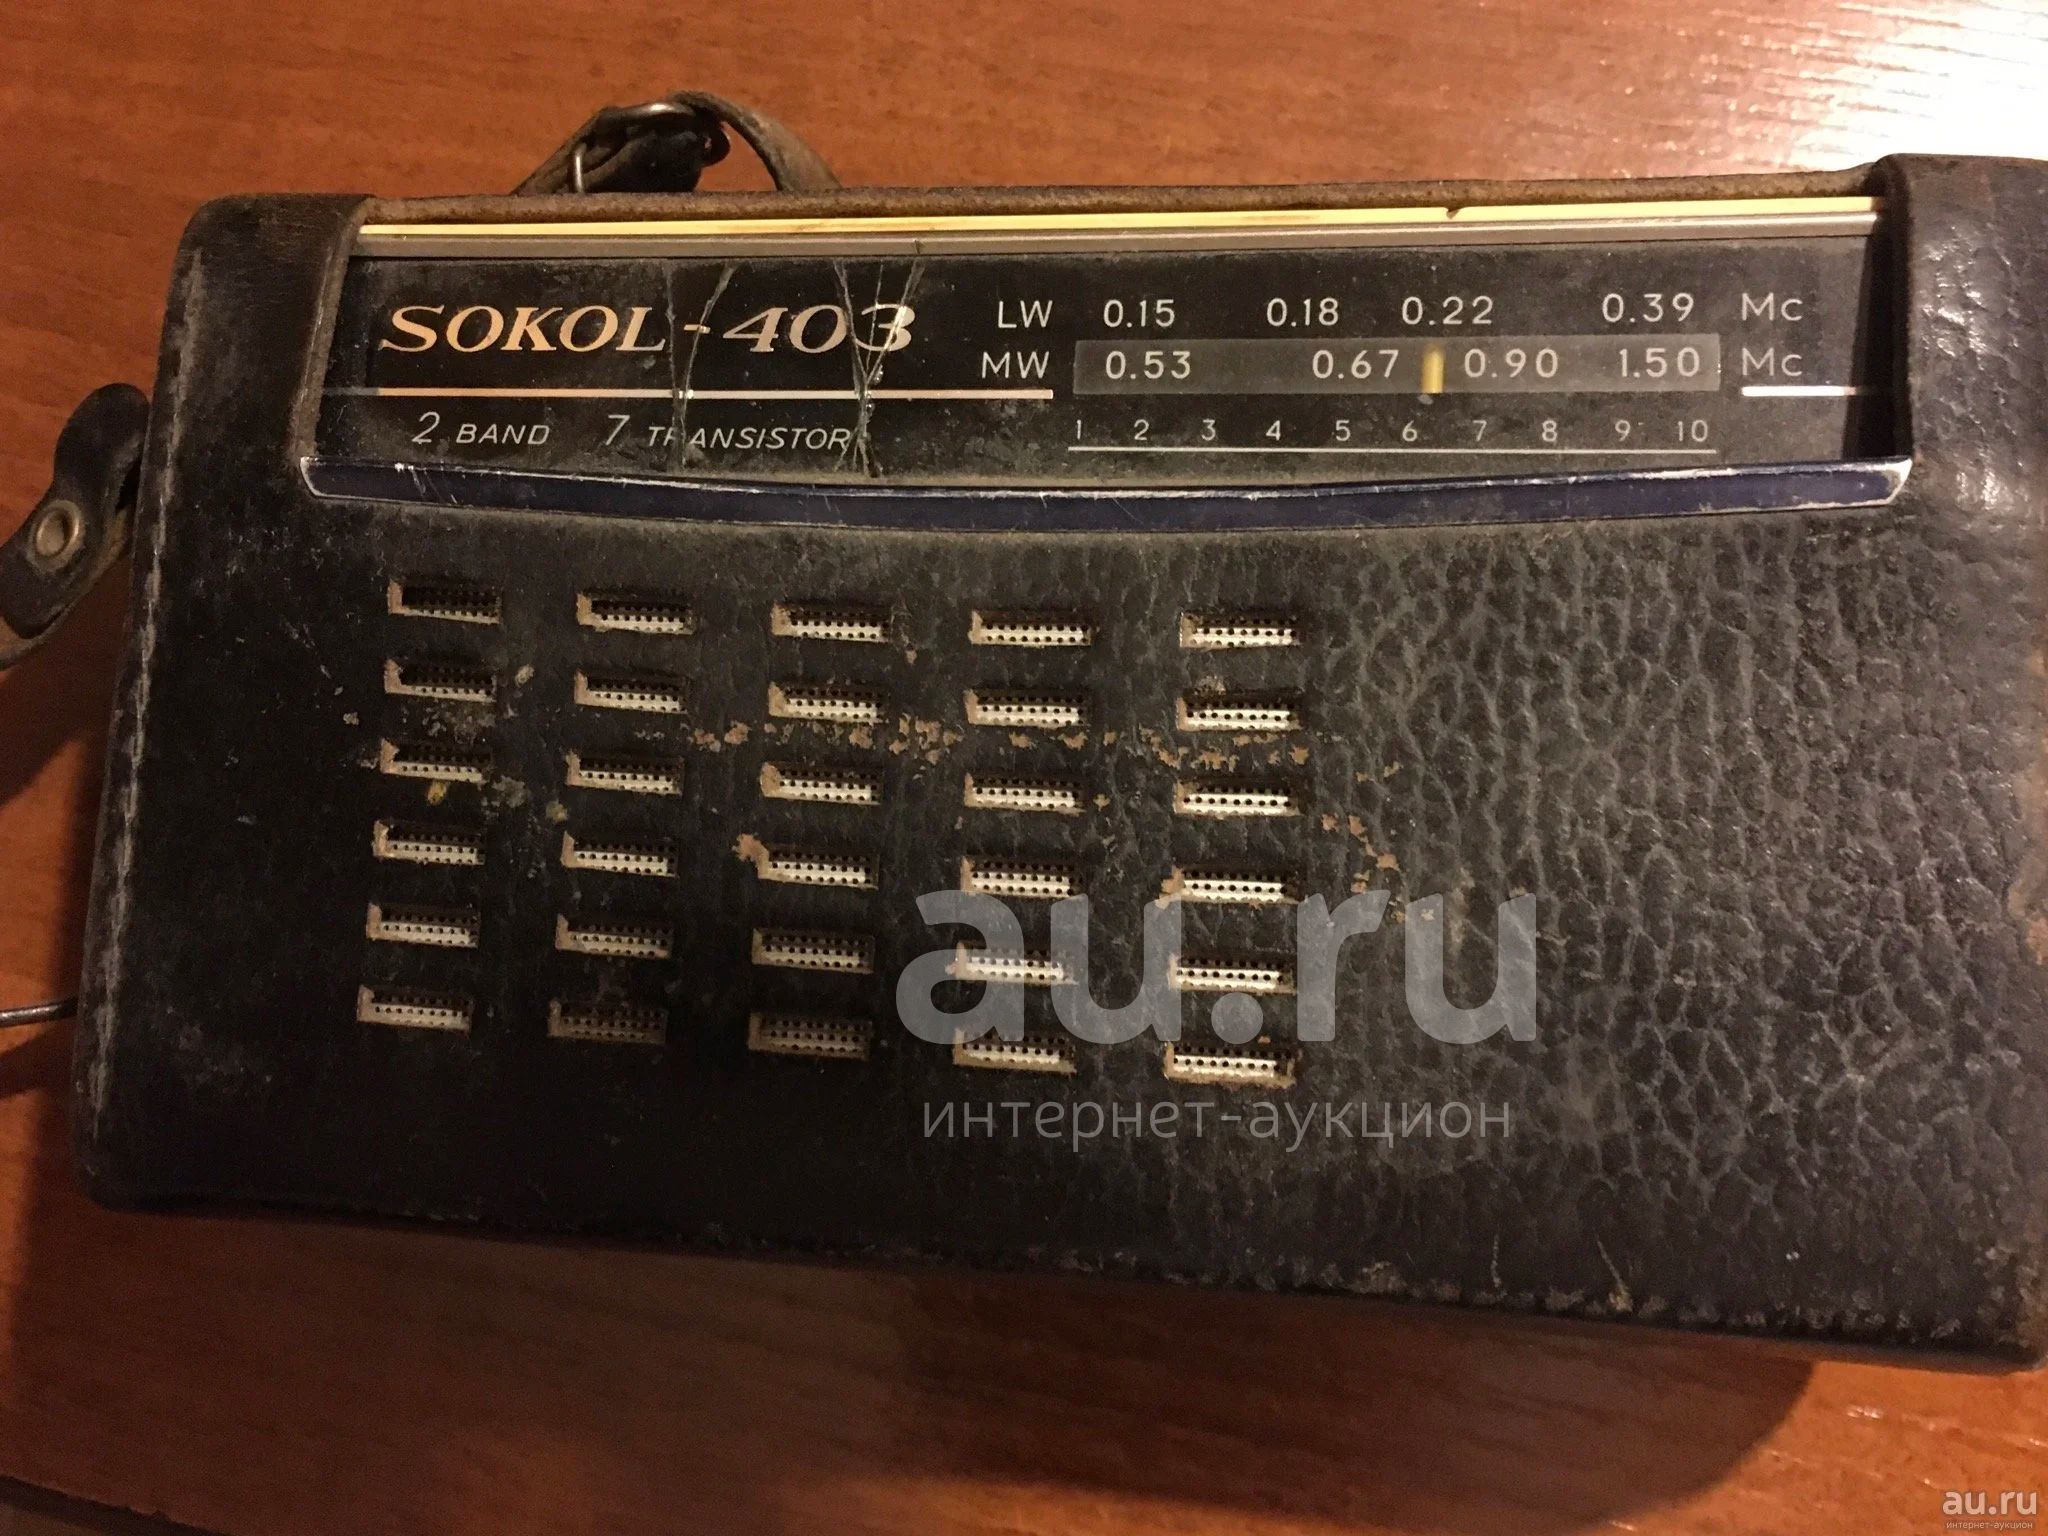 SOKOL-403
LW 0.15 0.18 0.22 0.39 Mc
MW 0.53 0.67 0.90 1.50 Mc
2 BAND 7 TRANSISTOR
1 2 3 4 5 6 7 8 9 10
au.ru
интернет-аукцион
au.ru
интернет-аукцион